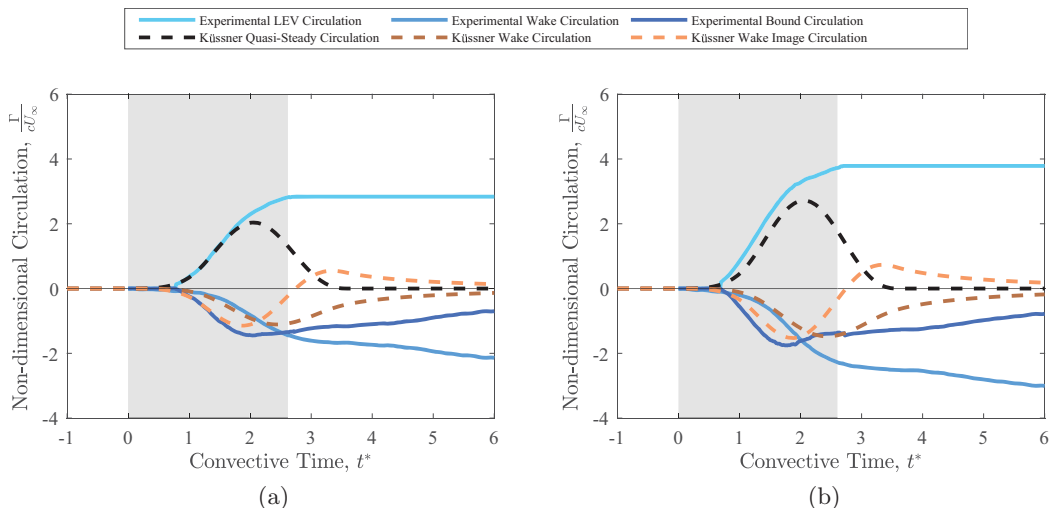 Experimental LEV Circulation Experimental Wake Circulation Experimental Bound Circulation
Küssner Quasi-Steady Circulation Küssner Wake Circulation Küssner Wake Image Circulation
Non-dimensional Circulation, Γ/cU∞
6
4
2
0
-2
-4
-1 0 1 2 3 4 5 6
Convective Time, t*
(a)
Non-dimensional Circulation, Γ/cU∞
6
4
2
0
-2
-4
-1 0 1 2 3 4 5 6
Convective Time, t*
(b)